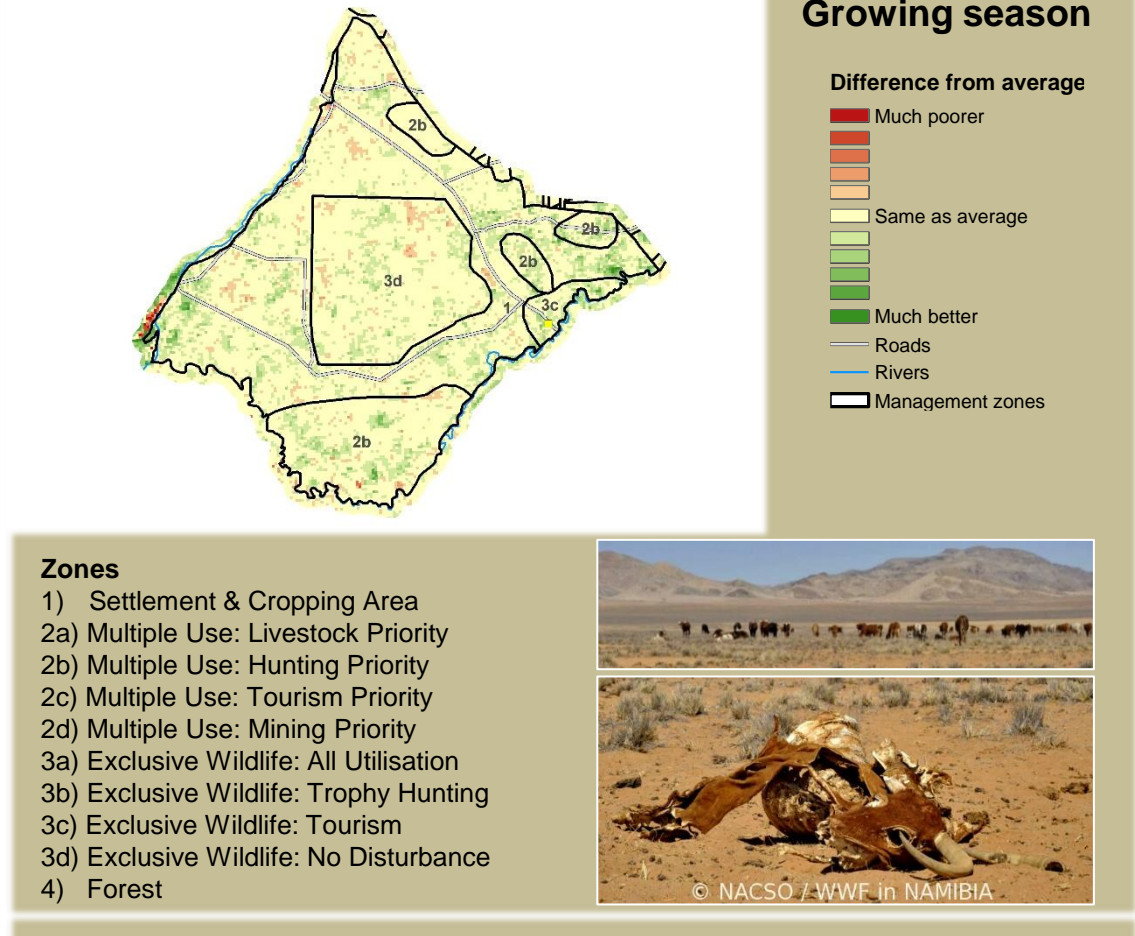 Growing season
Difference from average
Much poorer
Same as average
Much better
Roads
Rivers
Management zones
2b
2b
2b
3d
1
3c
2b
Zones
1) Settlement & Cropping Area
2a) Multiple Use: Livestock Priority
2b) Multiple Use: Hunting Priority
2c) Multiple Use: Tourism Priority
2d) Multiple Use: Mining Priority
3a) Exclusive Wildlife: All Utilisation
3b) Exclusive Wildlife: Trophy Hunting
3c) Exclusive Wildlife: Tourism
3d) Exclusive Wildlife: No Disturbance
4) Forest
© NACSO / WWF in NAMIBIA